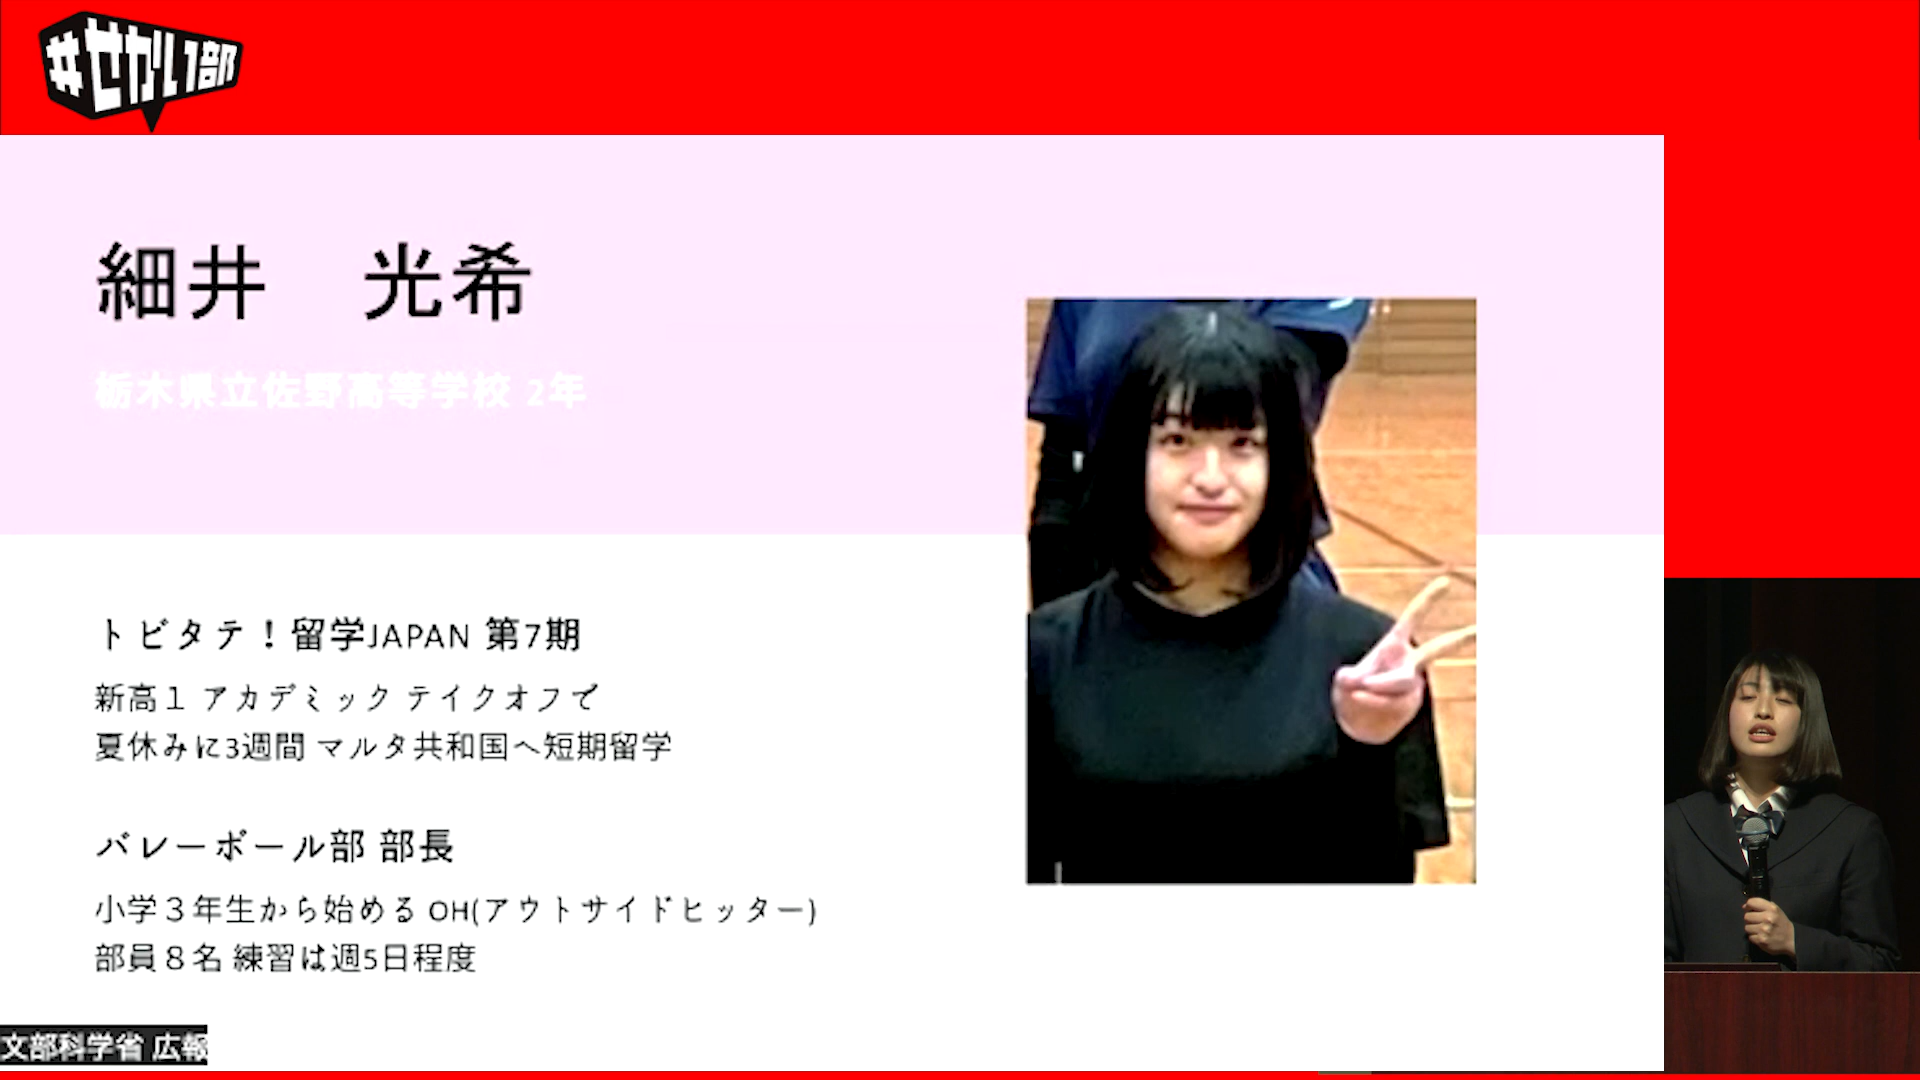 #せかい部
細井　光希
栃木県立佐野高等学校 2年
トビタテ！留学JAPAN 第7期
新高１ アカデミック テイクオフで
夏休みに3週間 マルタ共和国へ短期留学
バレーボール部 部長
小学３年生から始める OH(アウトサイドヒッター)
部員８名 練習は週5日程度
文部科学省 広報